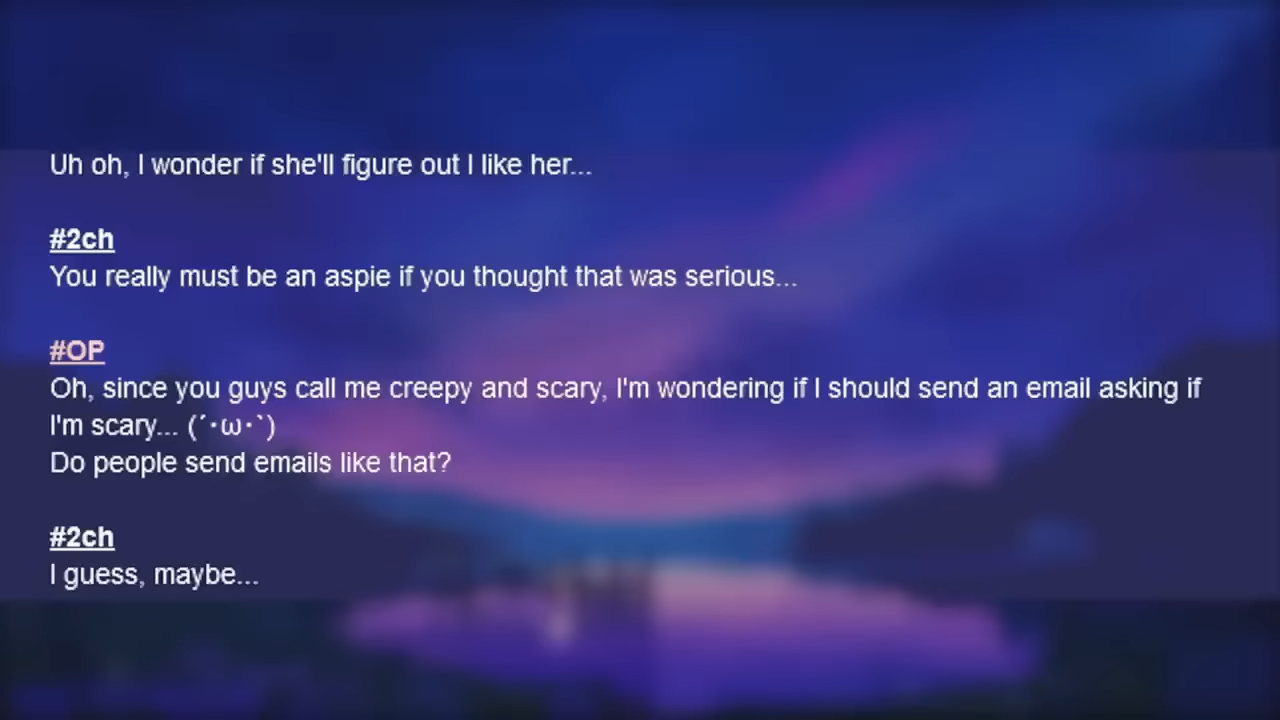 Uh oh, I wonder if she'll figure out I like her...
#2ch
You really must be an aspie if you thought that was serious...
#OP
Oh, since you guys call me creepy and scary, I'm wondering if I should send an email asking if
I'm scary... (´･ω･`)
Do people send emails like that?
#2ch
I guess, maybe...